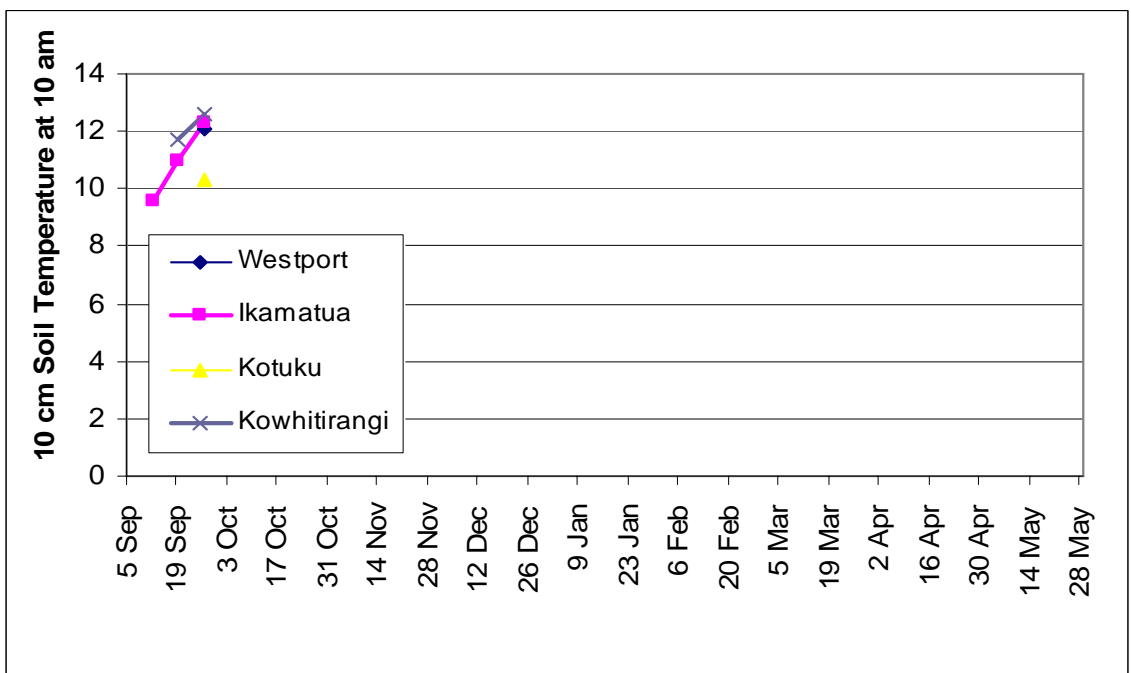 10 cm Soil Temperature at 10 am
14
12
10
8
6
4
2
0
Westport
Ikamatua
Kotuku
Kowhitirangi
5 Sep
19 Sep
3 Oct
17 Oct
31 Oct
14 Nov
28 Nov
12 Dec
26 Dec
9 Jan
23 Jan
6 Feb
20 Feb
5 Mar
19 Mar
2 Apr
16 Apr
30 Apr
14 May
28 May